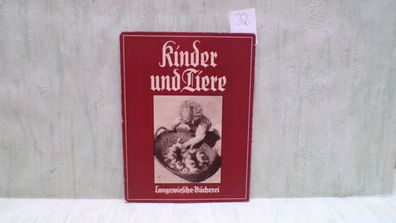 32
Kinder
und Tiere
Langewiesche-Bücherei